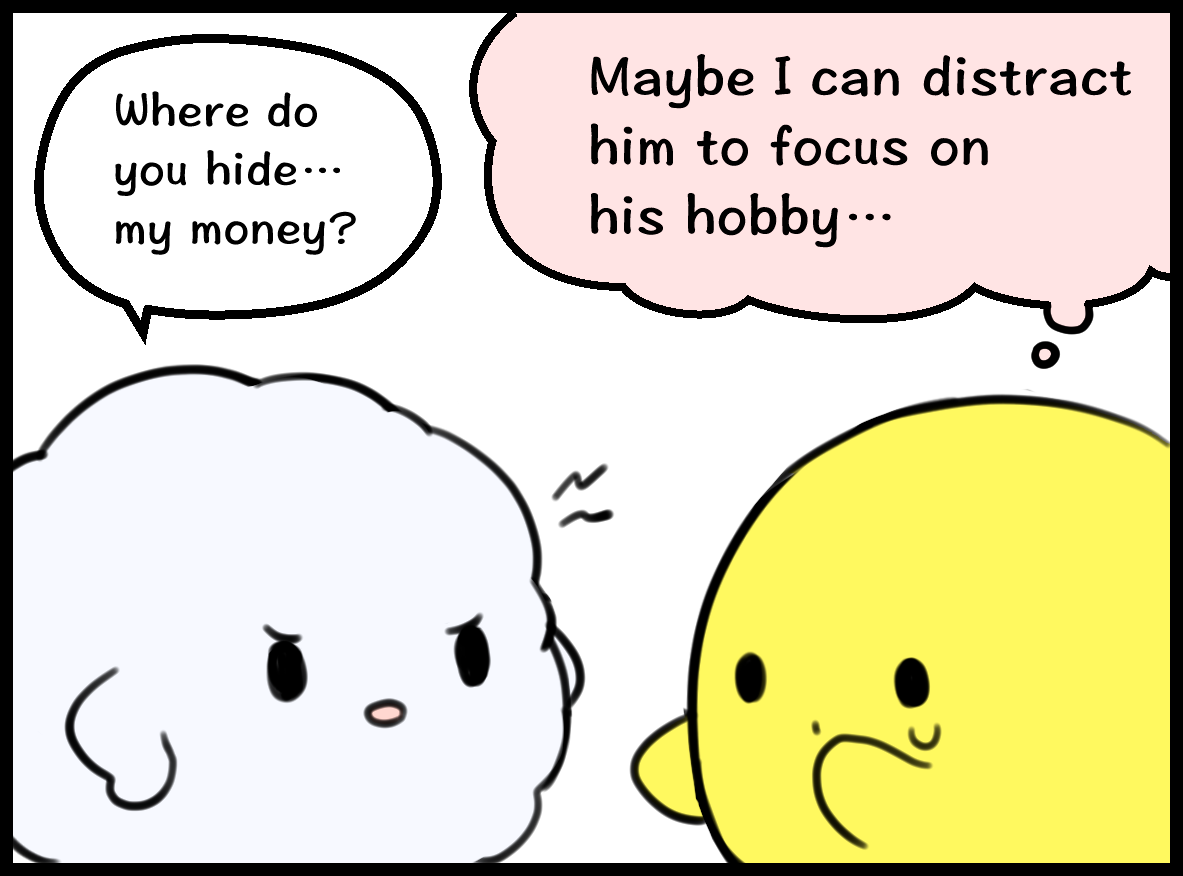 Where do
you hide…
my money?
Maybe I can distract
him to focus on
his hobby…